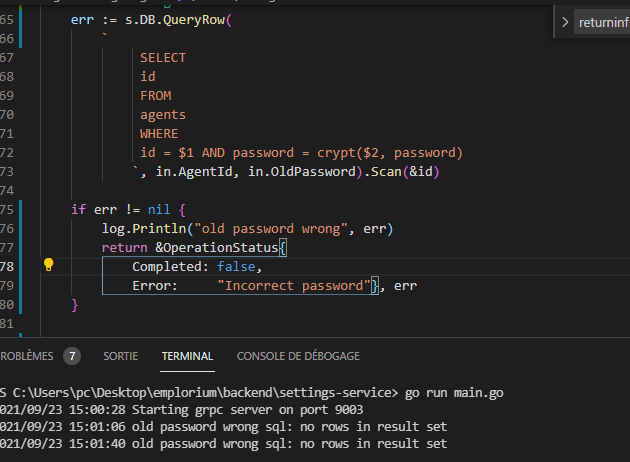 65 err := s.DB.QueryRow(
66 `
67 SELECT
68 id
69 FROM
70 agents
71 WHERE
72 id = $1 AND password = crypt($2, password)
73 `, in.AgentId, in.OldPassword).Scan(&id)
74
75 if err != nil {
76 log.Println("old password wrong", err)
77 return &OperationStatus{
78 Completed: false,
79 Error: "Incorrect password"}, err
80 }
81
> returninf
ROBLÈMES 7 SORTIE TERMINAL CONSOLE DE DÉBOGAGE
S C:\Users\pc\Desktop\emplorium\backend\settings-service> go run main.go
021/09/23 15:00:28 Starting grpc server on port 9003
021/09/23 15:01:06 old password wrong sql: no rows in result set
021/09/23 15:01:40 old password wrong sql: no rows in result set